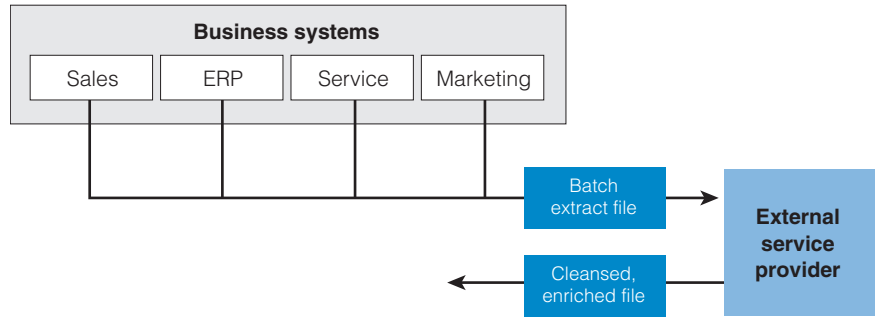 Business systems
Sales
ERP
Service
Marketing
Batch
extract file
External
service
provider
Cleansed,
enriched file